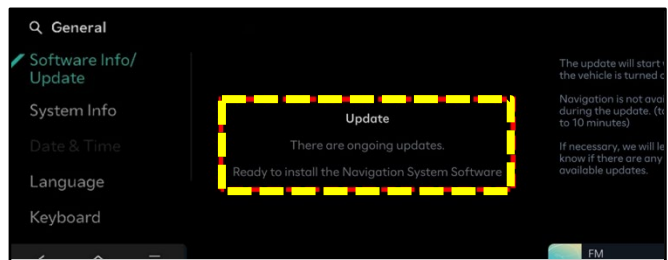 General
Software Info/
Update
System Info
Date & Time
Language
Keyboard
Update
There are ongoing updates.
Ready to install the Navigation System Software
The update will start
the vehicle is turned
Navigation is not
during the update.
to 10 minutes)
If necessary, we will
know if there are any
available updates.
FM